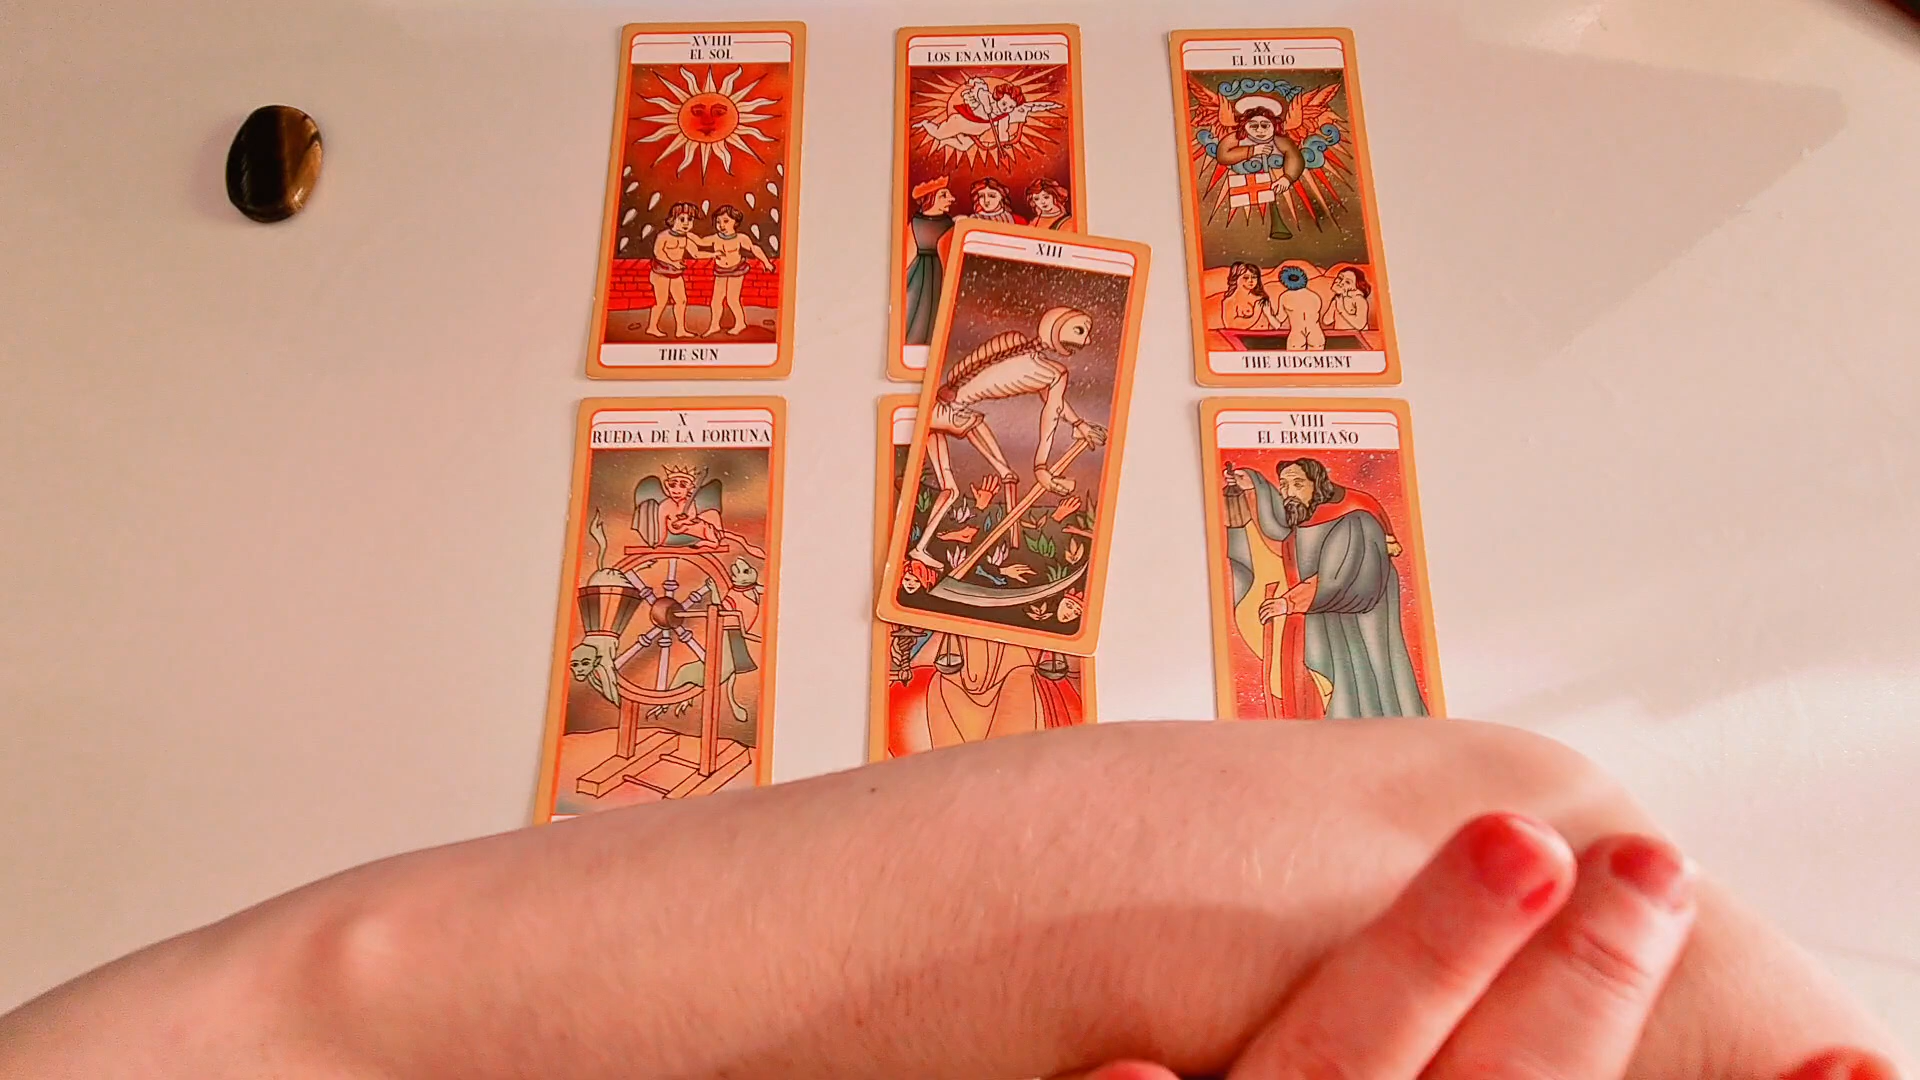 XVIIII
EL SOL
THE SUN
VI
LOS ENAMORADOS
XX
EL JUICIO
THE JUDGMENT
XIII
X
RUEDA DE LA FORTUNA
VIIII
EL ERMITAÑO